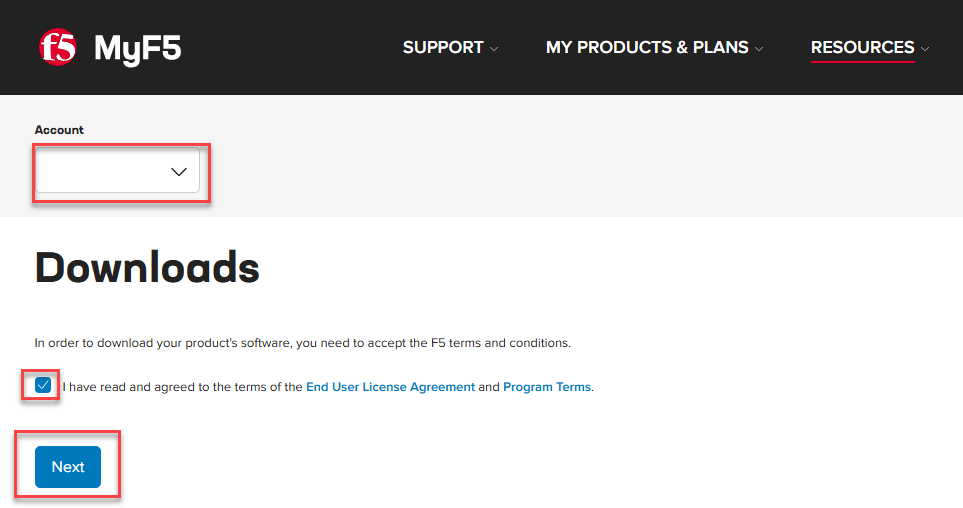 f5 MyF5 SUPPORT MY PRODUCTS & PLANS RESOURCES
Account
Downloads
In order to download your product's software, you need to accept the F5 terms and conditions.
I have read and agreed to the terms of the End User License Agreement and Program Terms.
Next